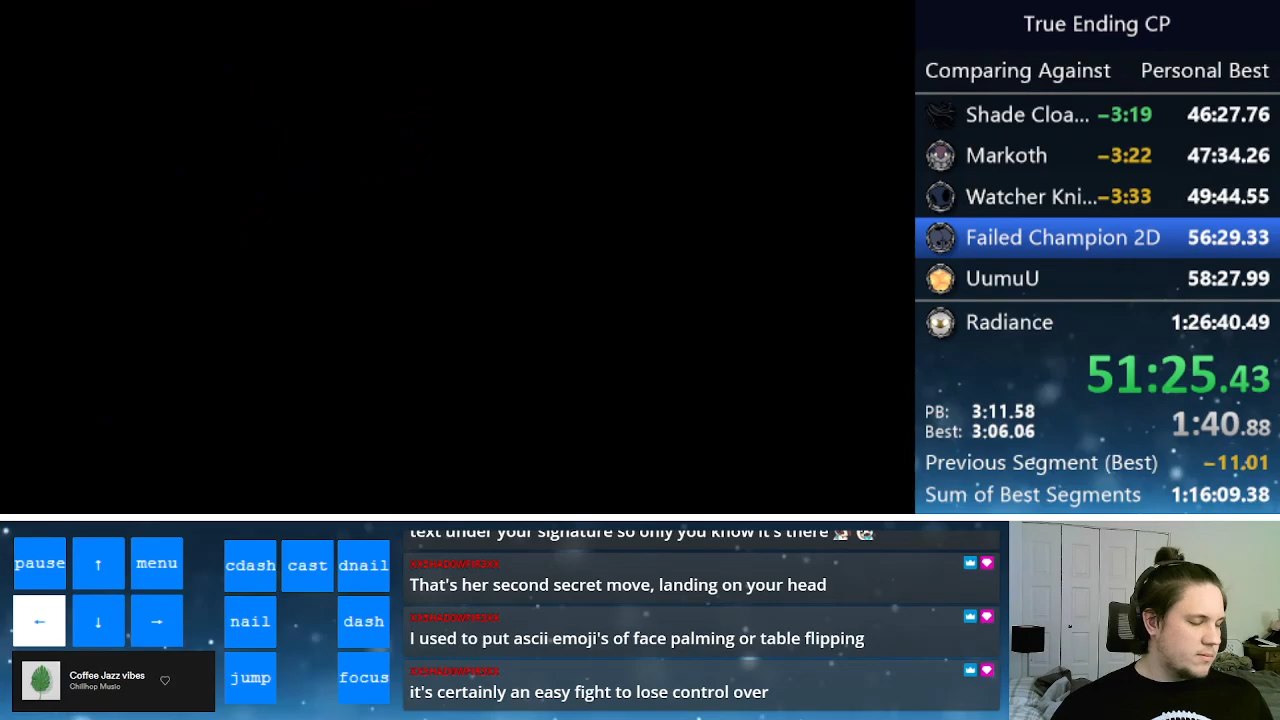 True Ending CP
Comparing Against Personal Best
Shade Cloa... −3:19 46:27.76
Markoth −3:22 47:34.26
Watcher Kni... −3:33 49:44.55
Failed Champion 2D 56:29.33
UumuU 58:27.99
Radiance 1:26:40.49
51:25.43
PB: 3:11.58
Best: 3:06.06
1:40.88
Previous Segment (Best) −11.01
Sum of Best Segments 1:16:09.38
pause ↑ menu
← ↓ →
cdash cast dnail
nail dash
jump focus
Coffee Jazz vibes
Chillhop Music
text under your signature so only you know it's there
That's her second secret move, landing on your head
I used to put ascii emoji's of face palming or table flipping
it's certainly an easy fight to lose control over